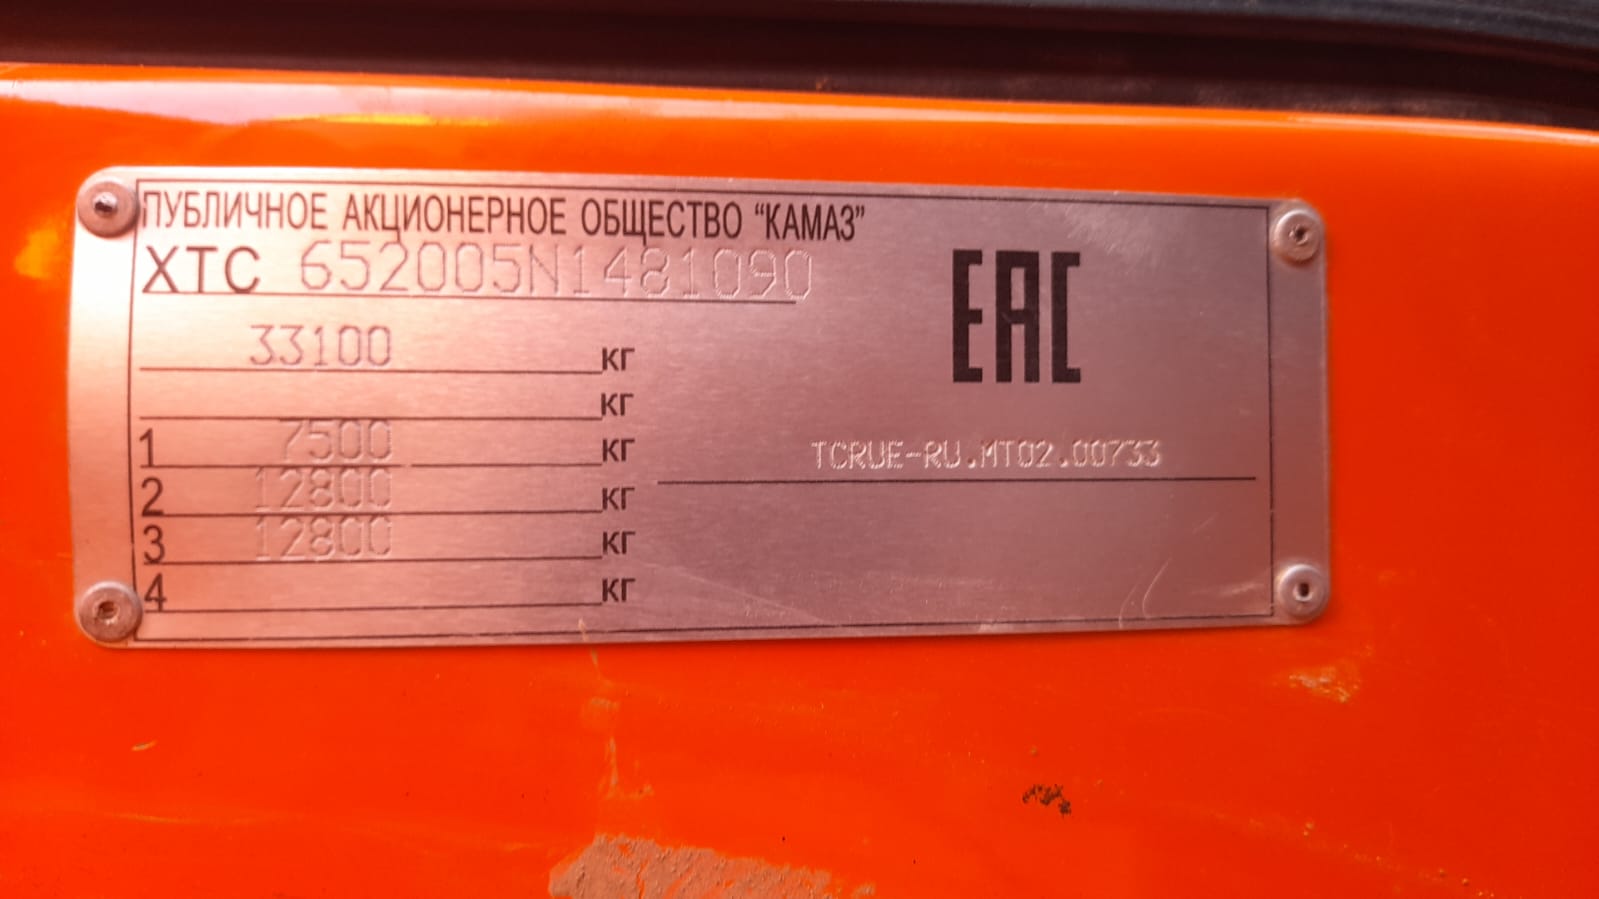 ПУБЛИЧНОЕ АКЦИОНЕРНОЕ ОБЩЕСТВО “КАМАЗ”
XTC 652005N1481090
33100 кг
кг
1 7500 кг
2 12800 кг
3 12800 кг
4 кг
EAC
TCRUE-RU.MT02.00733